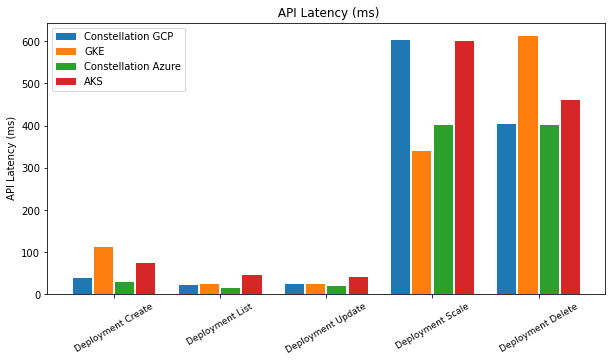 API Latency (ms)
Constellation GCP
GKE
Constellation Azure
AKS
API Latency (ms)
600
500
400
300
200
100
0
Deployment Create
Deployment List
Deployment Update
Deployment Scale
Deployment Delete